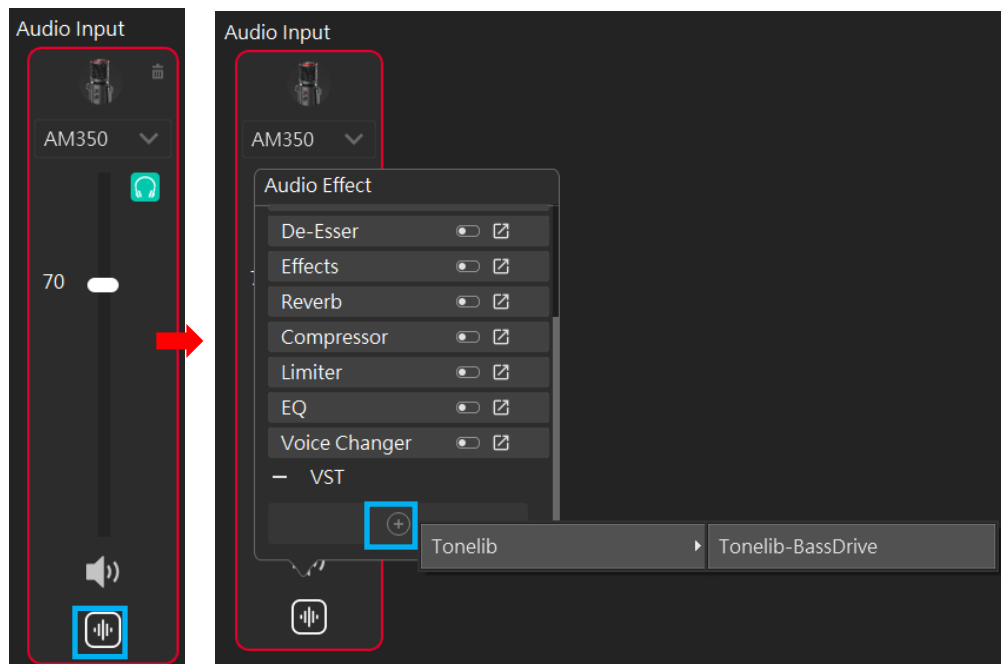 Audio Input
AM350
70
Audio Input
AM350
Audio Effect
De-Esser
Effects
Reverb
Compressor
Limiter
EQ
Voice Changer
VST
Tonelib
Tonelib-BassDrive